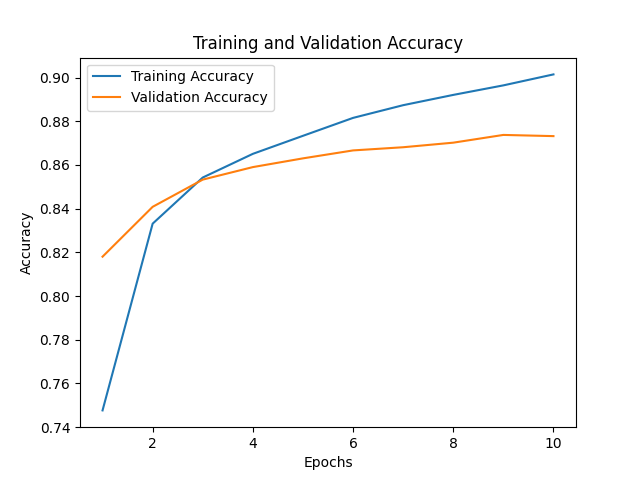 Training and Validation Accuracy
Training Accuracy
Validation Accuracy
0.90
0.88
0.86
0.84
0.82
0.80
0.78
0.76
0.74
Accuracy
2 4 6 8 10
Epochs